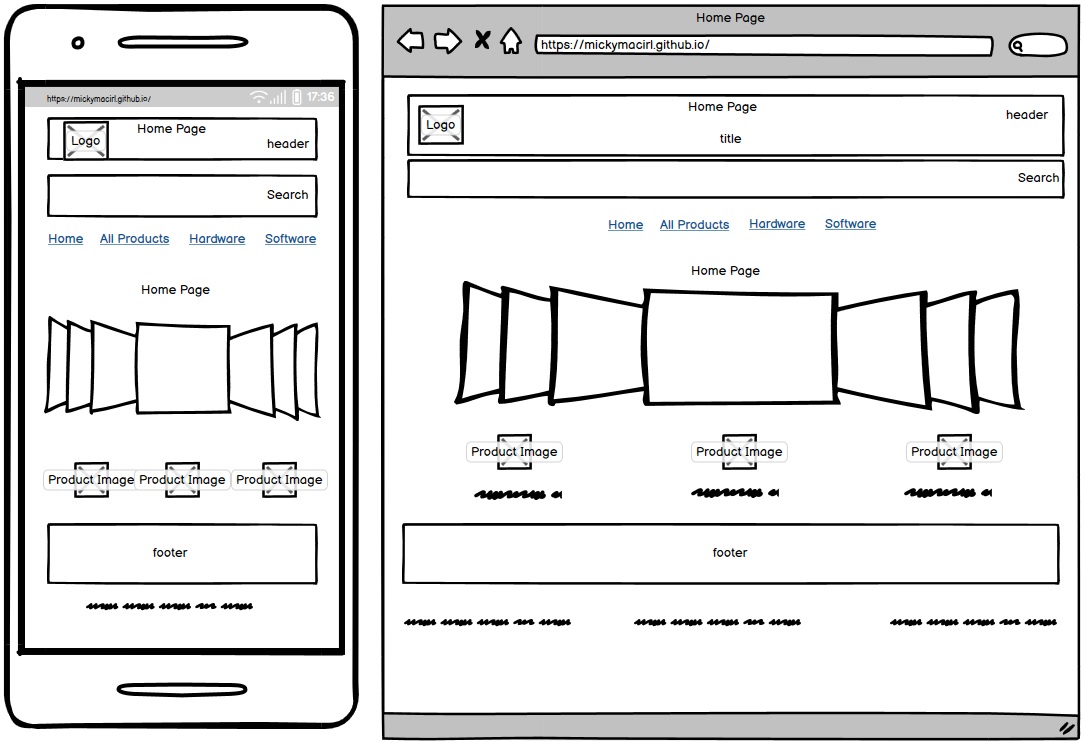 https://mickymacirl.github.io/
17:36
Home Page
Logo
header
Search
Home All Products Hardware Software
Home Page
Product Image Product Image Product Image
footer
Home Page
https://mickymacirl.github.io/
Home Page
header
Logo
title
Search
Home All Products Hardware Software
Home Page
Product Image Product Image Product Image
footer